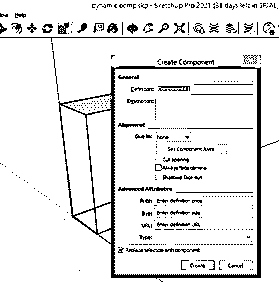 dynamic comp.skp - SketchUp Pro 2021 (30 days left in TRIAL)
Help
Create Component
General
Definition:
Description:
Alignment
Glue to: None
Set Component Axes
Cut opening
Always face camera
Shadows face sun
Advanced Attributes
Price: Enter definition price
Size: Enter definition size
URL: Enter definition URL
Type:
Replace selection with component
Create Cancel